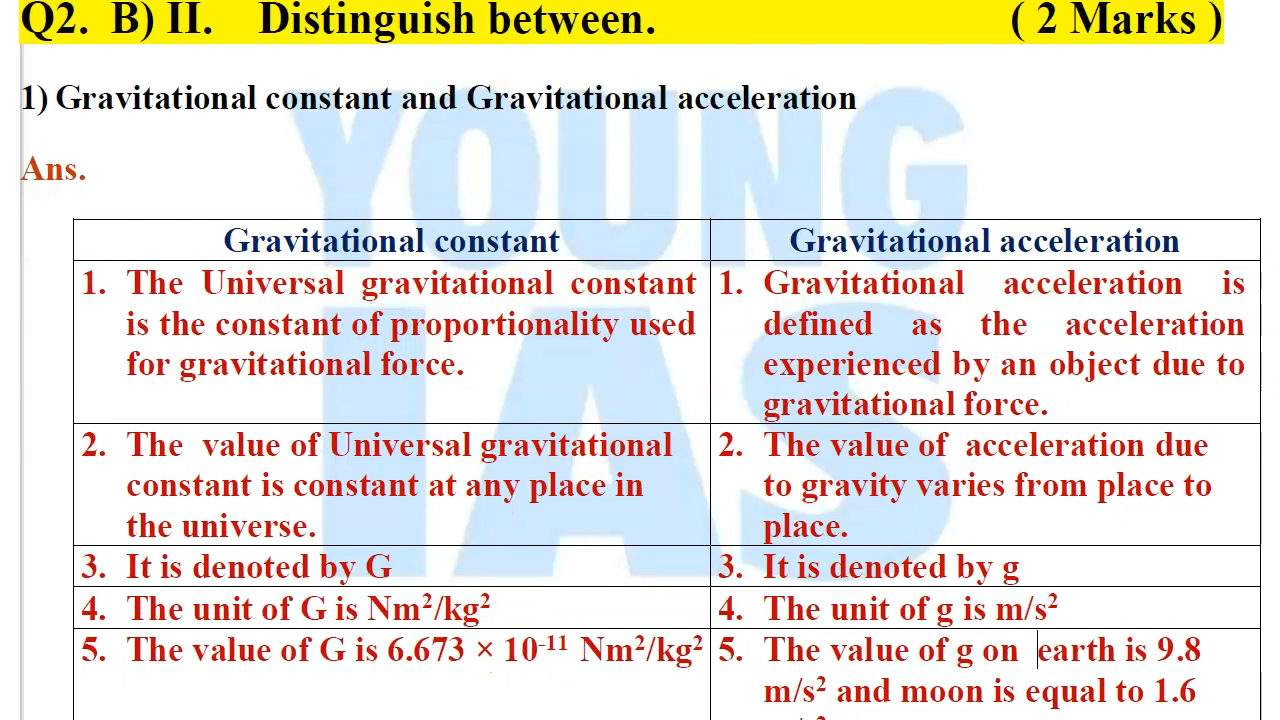 Q2. B) II. Distinguish between. ( 2 Marks )
1) Gravitational constant and Gravitational acceleration
Ans.
YOUNG
IAS
Gravitational constant
Gravitational acceleration
1. The Universal gravitational constant
is the constant of proportionality used
for gravitational force.
1. Gravitational acceleration is
defined as the acceleration
experienced by an object due to
gravitational force.
2. The value of Universal gravitational
constant is constant at any place in
the universe.
2. The value of acceleration due
to gravity varies from place to
place.
3. It is denoted by G
3. It is denoted by g
4. The unit of G is Nm²/kg²
4. The unit of g is m/s²
5. The value of G is 6.673 × 10⁻¹¹ Nm²/kg²
5. The value of g on earth is 9.8
m/s² and moon is equal to 1.6